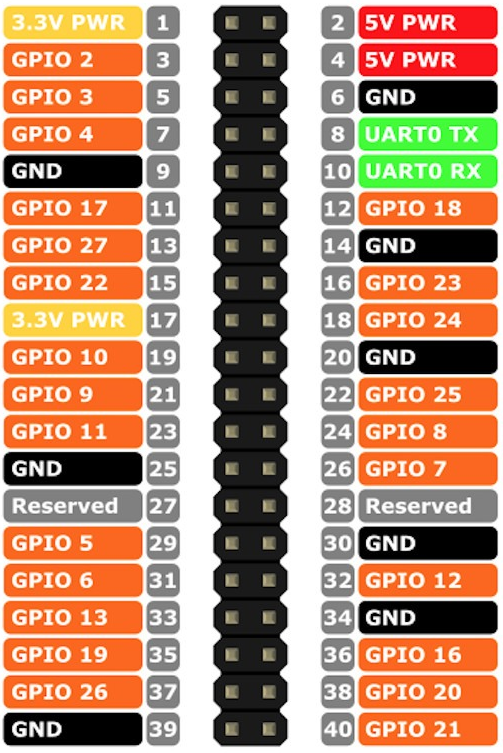 3.3V PWR 1 2 5V PWR
GPIO 2 3 4 5V PWR
GPIO 3 5 6 GND
GPIO 4 7 8 UART0 TX
GND 9 10 UART0 RX
GPIO 17 11 12 GPIO 18
GPIO 27 13 14 GND
GPIO 22 15 16 GPIO 23
3.3V PWR 17 18 GPIO 24
GPIO 10 19 20 GND
GPIO 9 21 22 GPIO 25
GPIO 11 23 24 GPIO 8
GND 25 26 GPIO 7
Reserved 27 28 Reserved
GPIO 5 29 30 GND
GPIO 6 31 32 GPIO 12
GPIO 13 33 34 GND
GPIO 19 35 36 GPIO 16
GPIO 26 37 38 GPIO 20
GND 39 40 GPIO 21